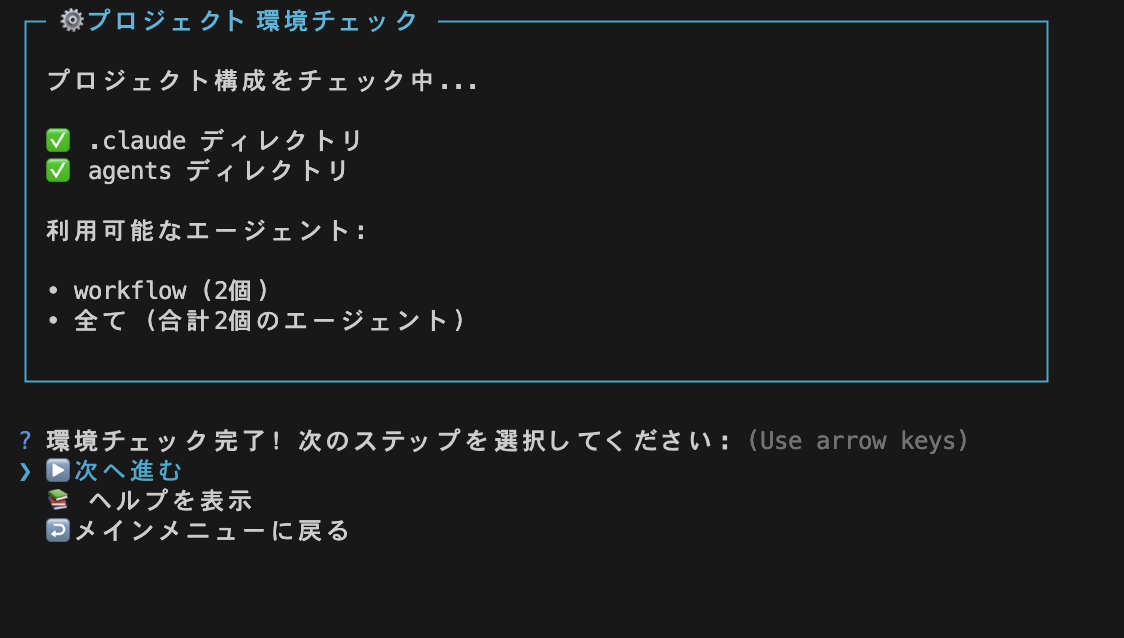 ⚙️プロジェクト 環境チェック
プロジェクト構成をチェック中...
✅ .claude ディレクトリ
✅ agents ディレクトリ
利用可能なエージェント:
• workflow (2個)
• 全て (合計2個のエージェント)
? 環境チェック完了! 次のステップを選択してください: (Use arrow keys)
❯ ▶️次へ進む
📚 ヘルプを表示
↩️メインメニューに戻る